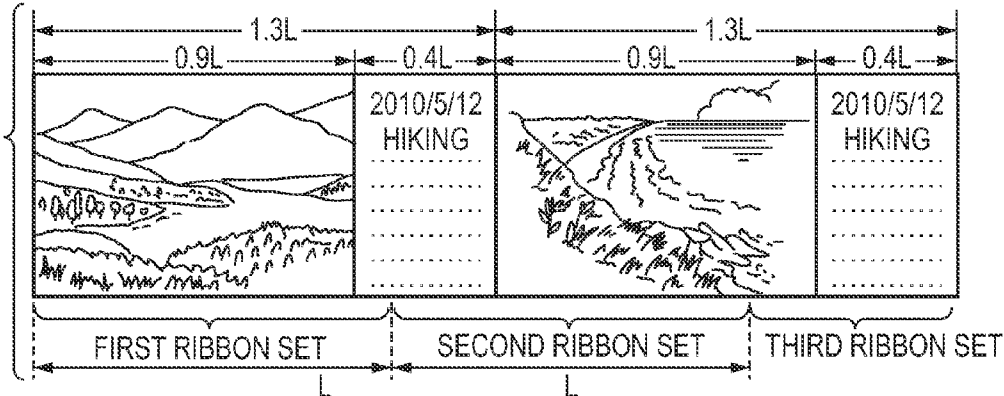 1.3L 1.3L
0.9L 0.4L 0.9L 0.4L
2010/5/12
HIKING
2010/5/12
HIKING
FIRST RIBBON SET SECOND RIBBON SET THIRD RIBBON SET
L L